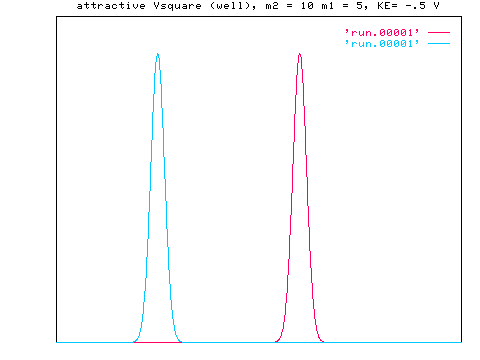 attractive Vsquare (well), m2 = 10 m1 = 5, KE= -.5 V
'run.00001'
'run.00001'